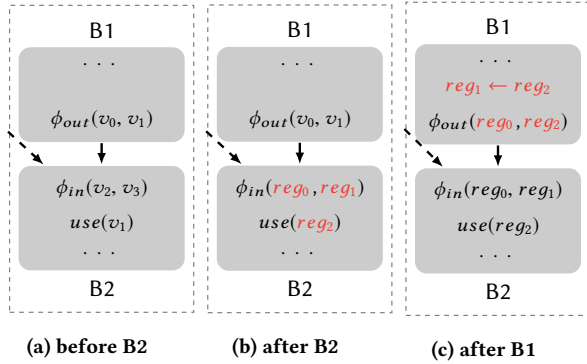 B1
. . .
ϕout(v0, v1)
ϕin(v2, v3)
use(v1)
. . .
B2
(a) before B2
B1
. . .
ϕout(v0, v1)
ϕin(reg0, reg1)
use(reg2)
. . .
B2
(b) after B2
B1
. . .
reg1 ← reg2
ϕout(reg0, reg2)
ϕin(reg0, reg1)
use(reg2)
. . .
B2
(c) after B1